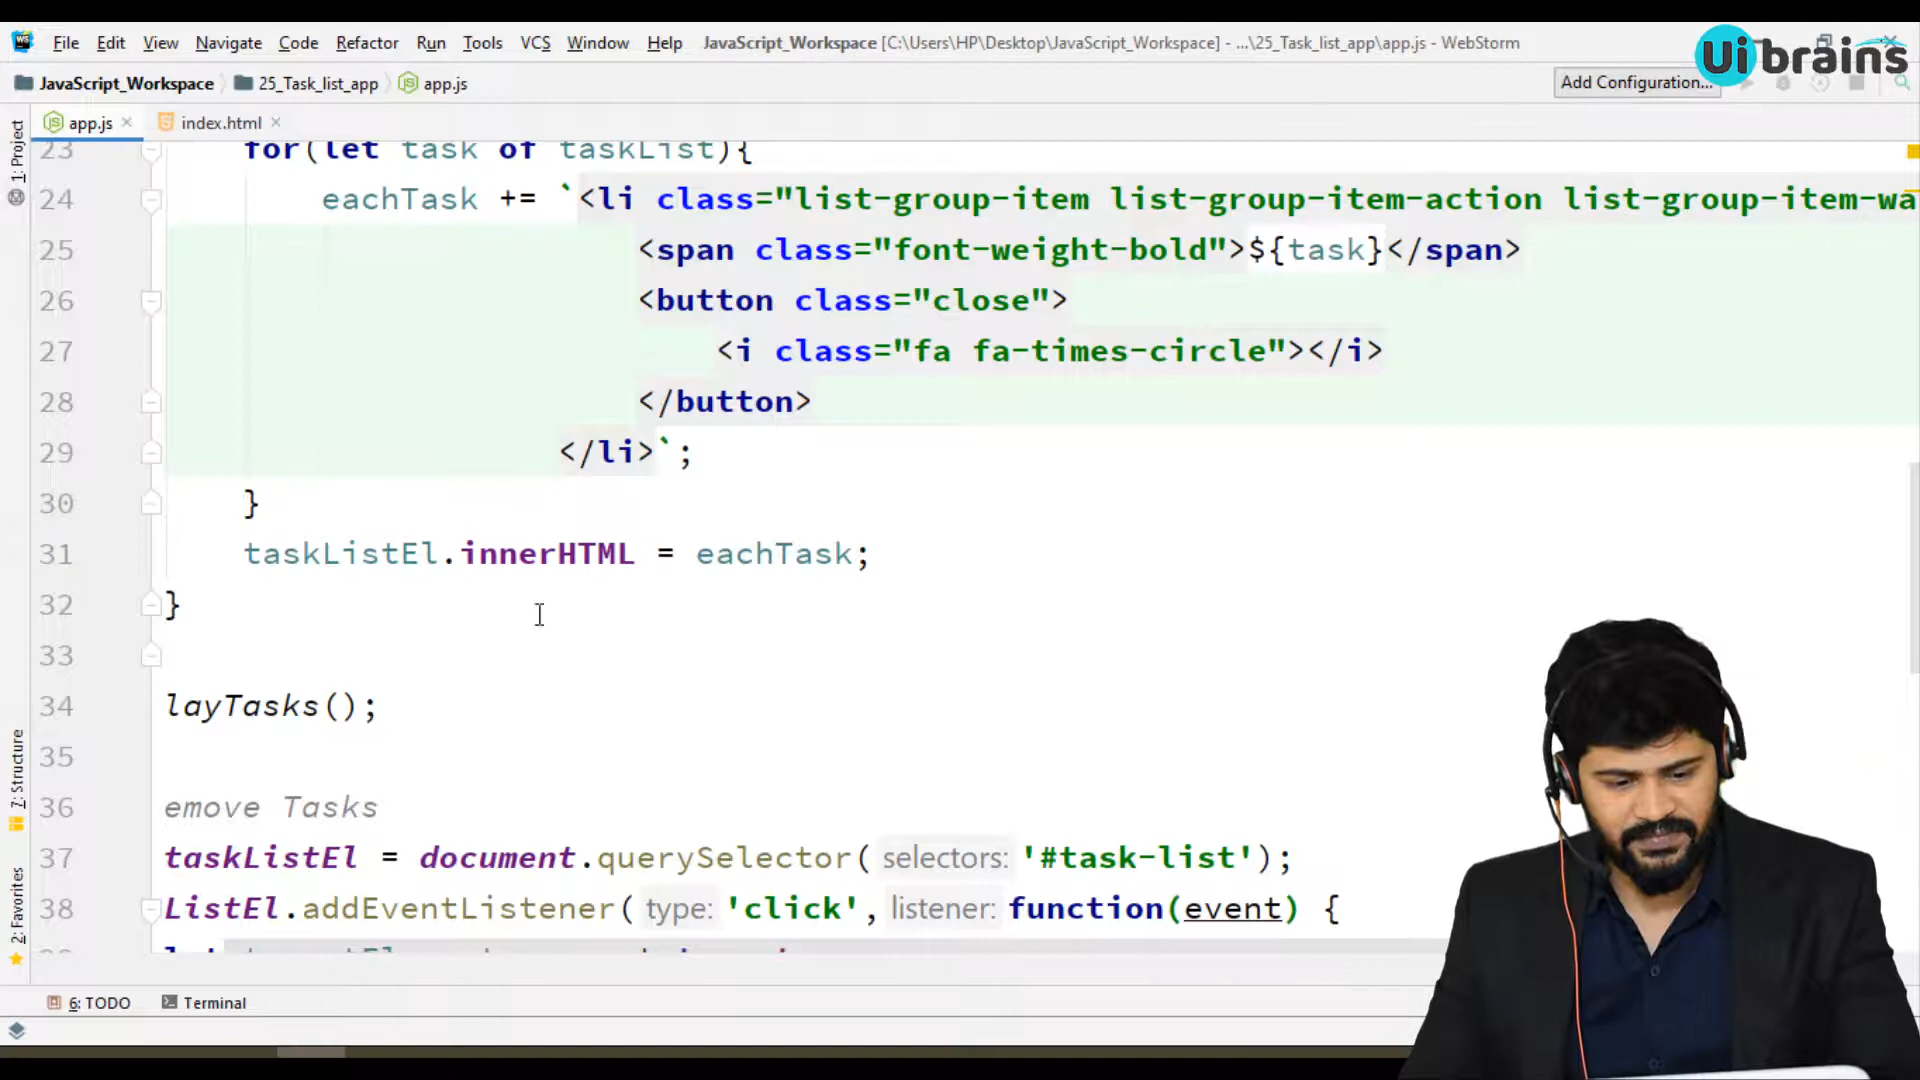 File Edit View Navigate Code Refactor Run Tools VCS Window Help JavaScript_Workspace [C:\Users\HP\Desktop\JavaScript_Workspace] - ...\25_Task_list_app\app.js - WebStorm
Ui brains
JavaScript_Workspace 25_Task_list_app app.js Add Configuration...
app.js index.html
1: Project
7: Structure
2: Favorites
23 for(let task of taskList){
24 eachTask += `<li class="list-group-item list-group-item-action list-group-item-wa
25 <span class="font-weight-bold">${task}</span>
26 <button class="close">
27 <i class="fa fa-times-circle"></i>
28 </button>
29 </li>`;
30 }
31 taskListEl.innerHTML = eachTask;
32 }
33
34 layTasks();
35
36 emove Tasks
37 taskListEl = document.querySelector( selectors: '#task-list');
38 ListEl.addEventListener( type: 'click', listener: function(event) {
6: TODO Terminal